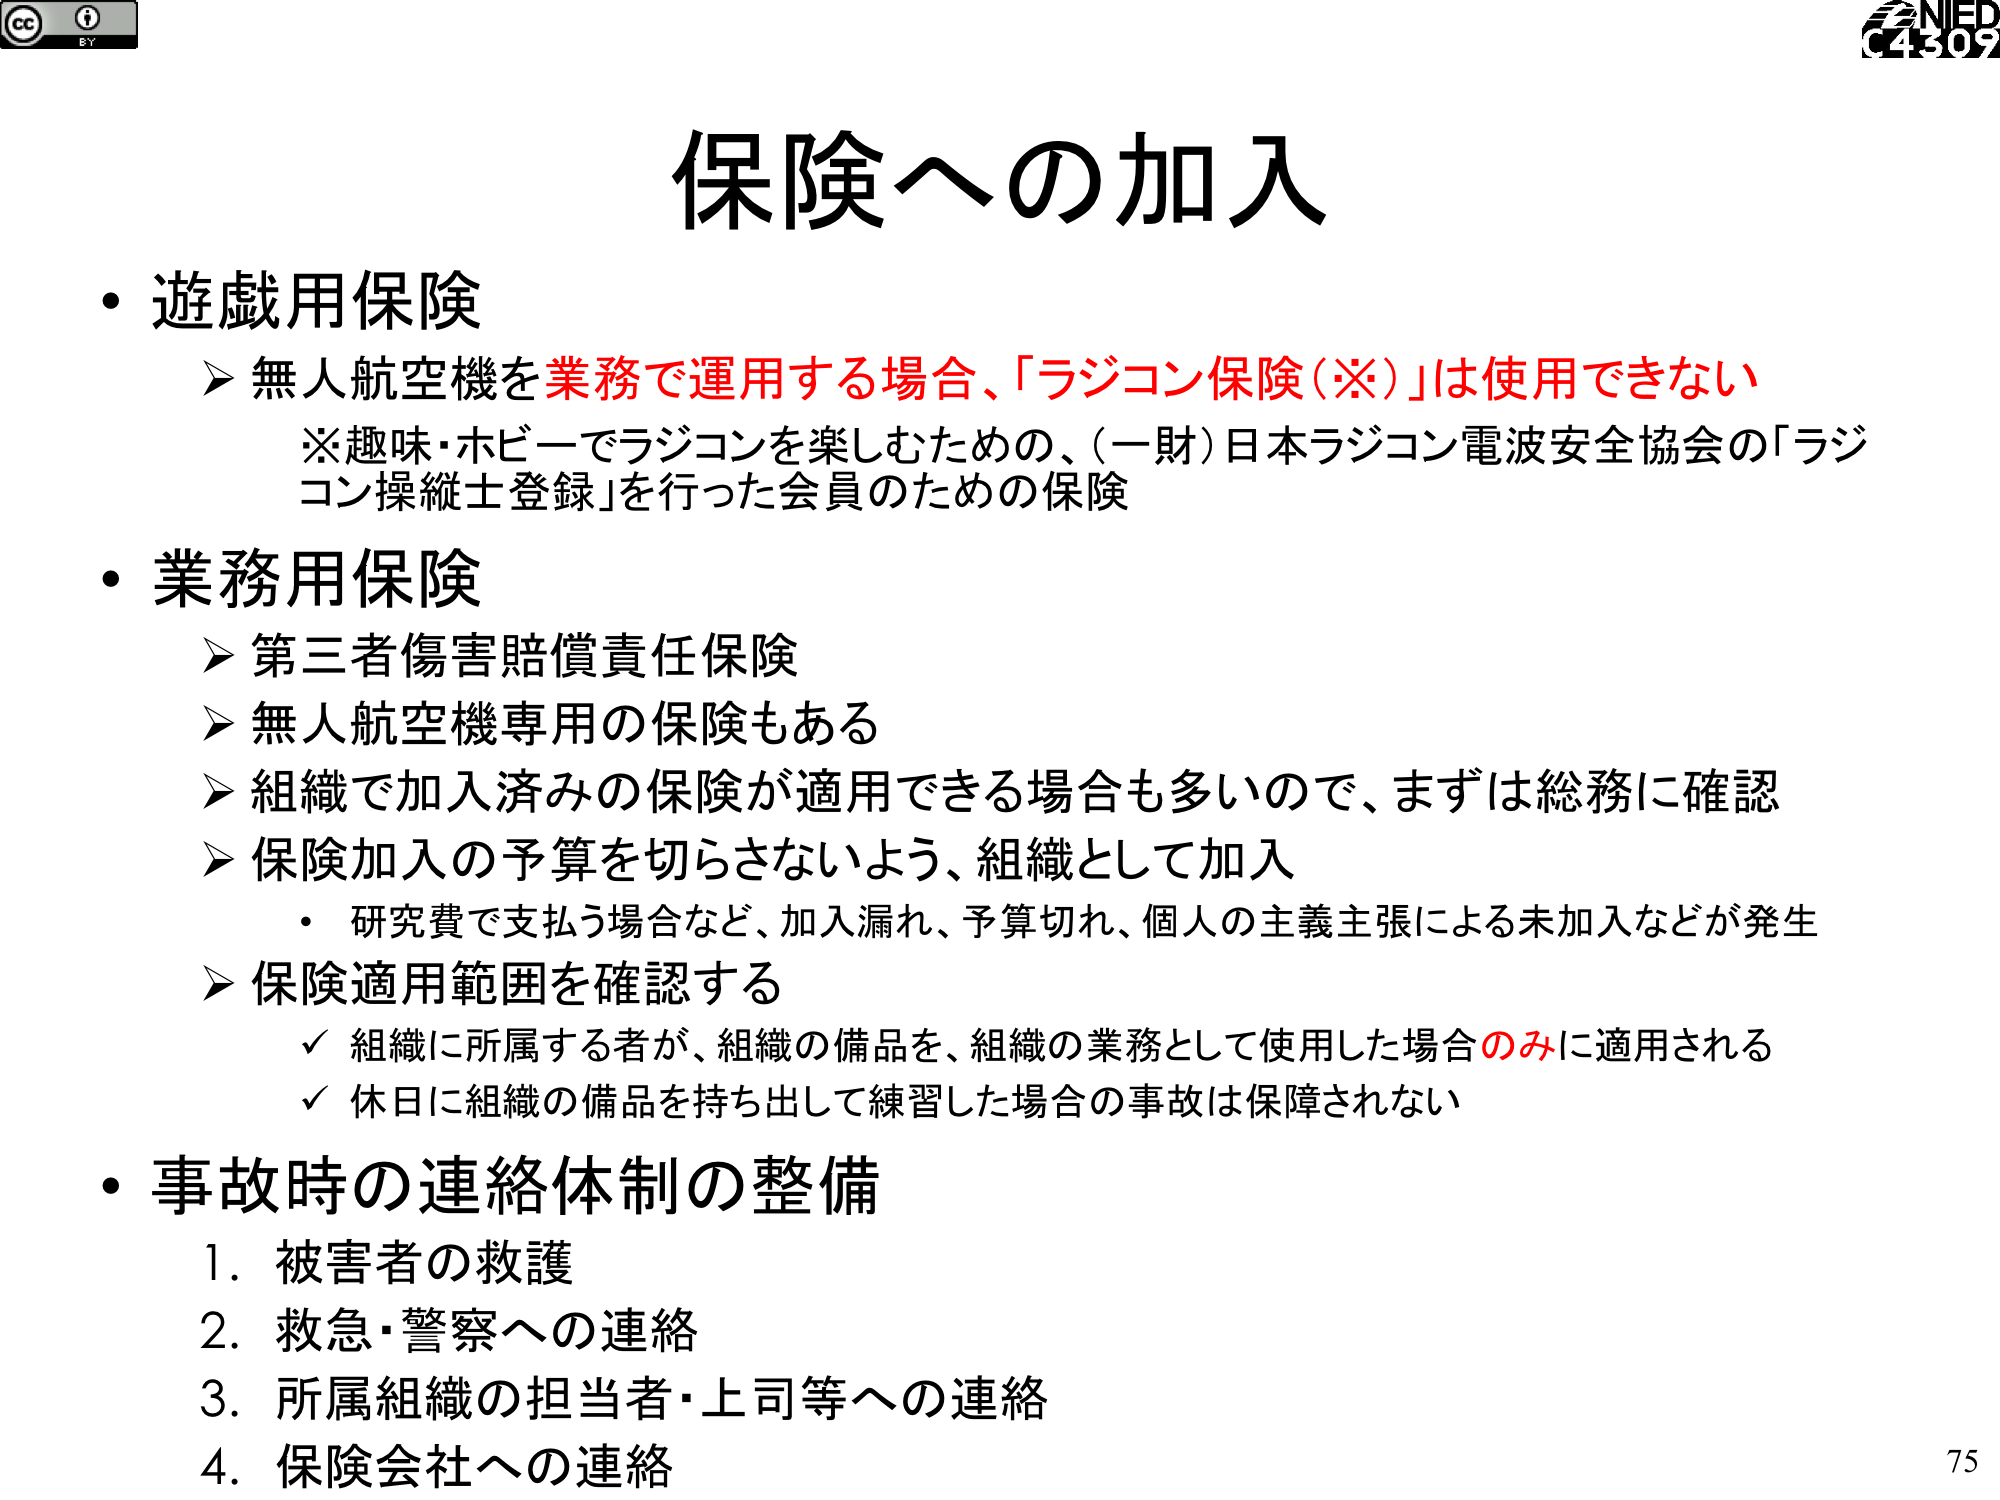 cc BY
NIED
C4309
保険への加入
• 遊戯用保険
➢ 無人航空機を業務で運用する場合、「ラジコン保険(※)」は使用できない
※趣味・ホビーでラジコンを楽しむための、(一財)日本ラジコン電波安全協会の「ラジ
コン操縦士登録」を行った会員のための保険
• 業務用保険
➢ 第三者傷害賠償責任保険
➢ 無人航空機専用の保険もある
➢ 組織で加入済みの保険が適用できる場合も多いので、まずは総務に確認
➢ 保険加入の予算を切らさないよう、組織として加入
• 研究費で支払う場合など、加入漏れ、予算切れ、個人の主義主張による未加入などが発生
➢ 保険適用範囲を確認する
✓ 組織に所属する者が、組織の備品を、組織の業務として使用した場合のみに適用される
✓ 休日に組織の備品を持ち出して練習した場合の事故は保障されない
• 事故時の連絡体制の整備
1. 被害者の救護
2. 救急・警察への連絡
3. 所属組織の担当者・上司等への連絡
4. 保険会社への連絡
75